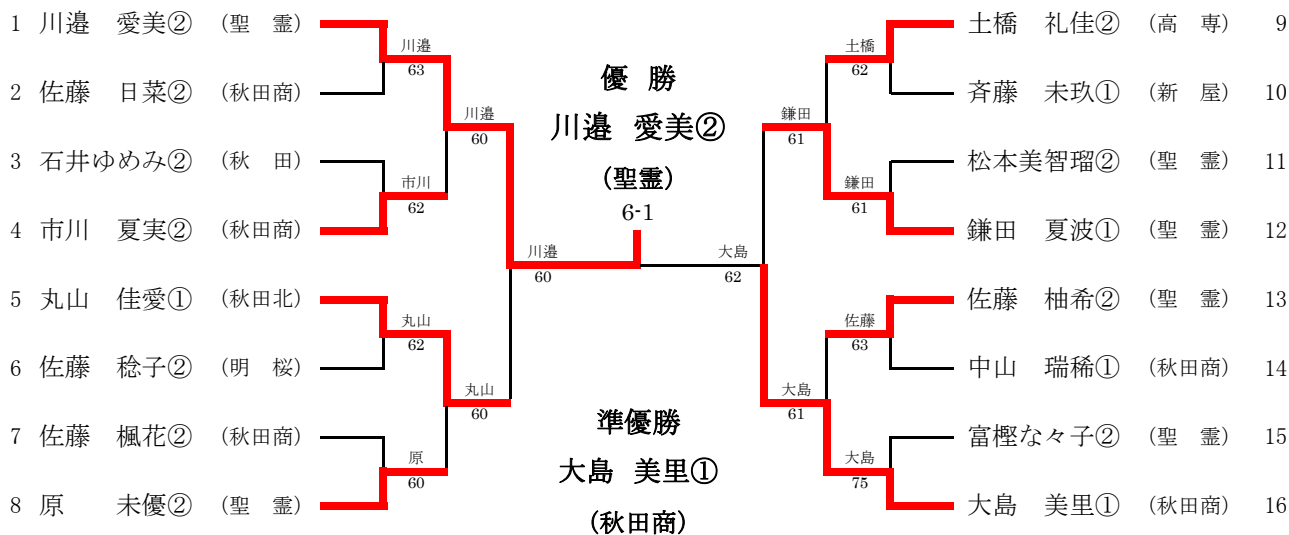 1 川邉 愛美② (聖 霊)
2 佐藤 日菜② (秋田商)
3 石井ゆめみ② (秋 田)
4 市川 夏実② (秋田商)
5 丸山 佳愛① (秋田北)
6 佐藤 稔子② (明 桜)
7 佐藤 楓花② (秋田商)
8 原 未優② (聖 霊)
川邉
63
市川
62
丸山
62
原
60
川邉
60
丸山
60
川邉
60
優 勝
川邉 愛美②
(聖霊)
6-1
準優勝
大島 美里①
(秋田商)
大島
62
鎌田
61
大島
61
土橋
62
鎌田
61
佐藤
63
大島
75
土橋 礼佳② (高 専) 9
斉藤 未玖① (新 屋) 10
松本美智瑠② (聖 霊) 11
鎌田 夏波① (聖 霊) 12
佐藤 柚希② (聖 霊) 13
中山 瑞稀① (秋田商) 14
富樫な々子② (聖 霊) 15
大島 美里① (秋田商) 16